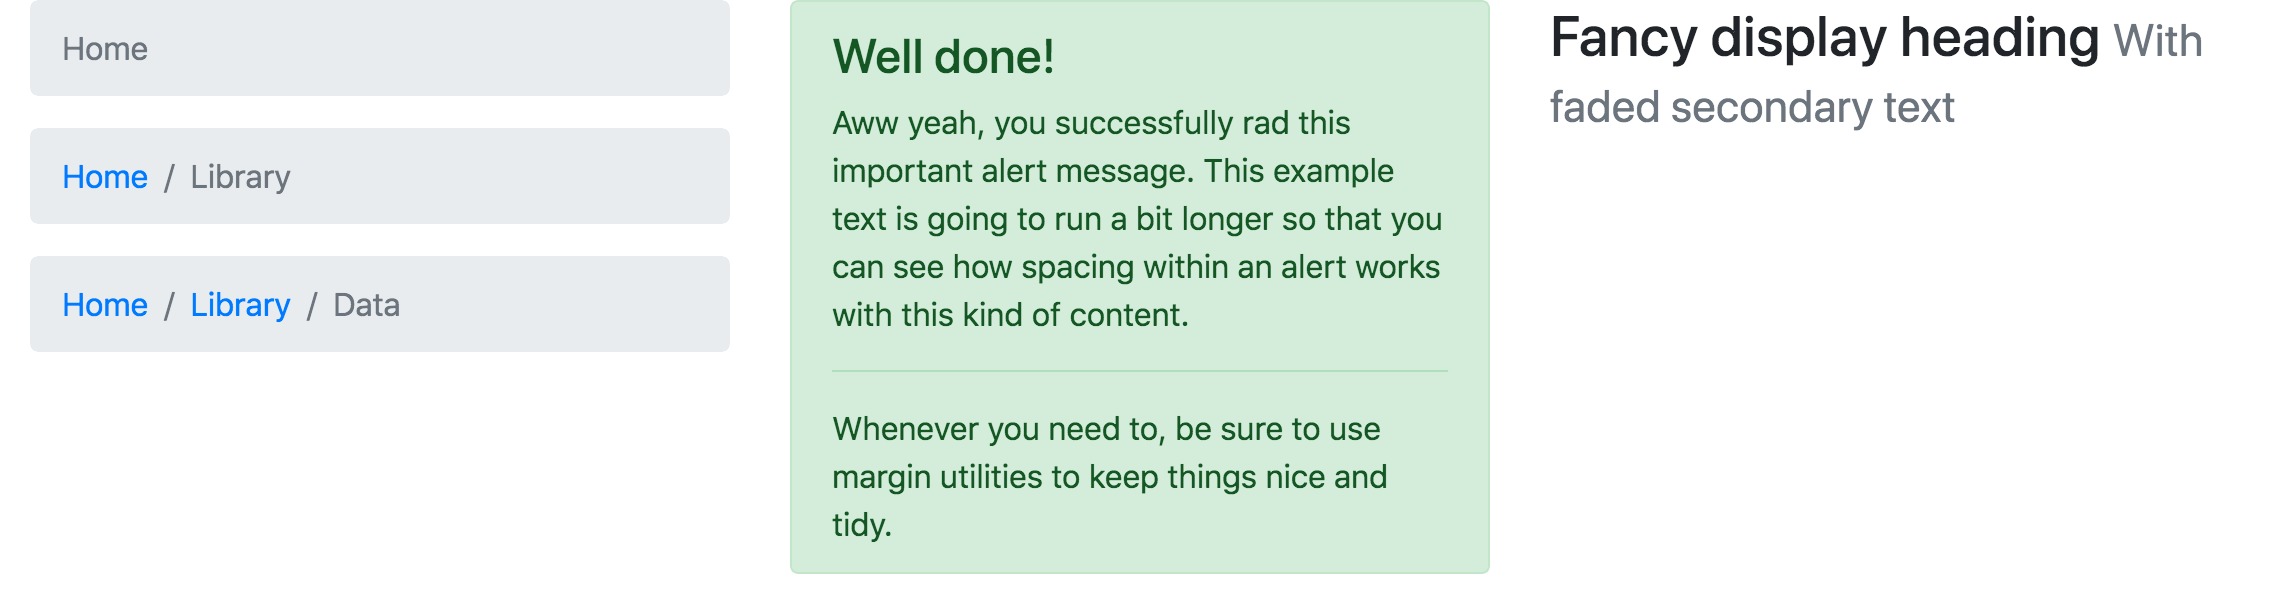 Home
Home / Library
Home / Library / Data
Well done!
Aww yeah, you successfully rad this
important alert message. This example
text is going to run a bit longer so that you
can see how spacing within an alert works
with this kind of content.
Whenever you need to, be sure to use
margin utilities to keep things nice and
tidy.
Fancy display heading With
faded secondary text